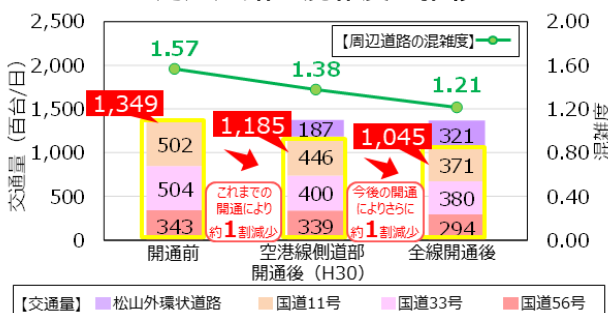 2,500
2,000
1,500
1,000
500
0
交通量（百台/日）
2.00
1.60
1.20
0.80
0.40
0.00
混雑度
【周辺道路の混雑度】
1.57
1.38
1.21
1,349
1,185
1,045
187
321
502
446
371
504
400
380
343
339
294
これまでの
開通により
約1割減少
今後の開通
によりさらに
約1割減少
開通前
空港線側道部
開通後（H30）
全線開通後
【交通量】 松山外環状道路 国道11号 国道33号 国道56号